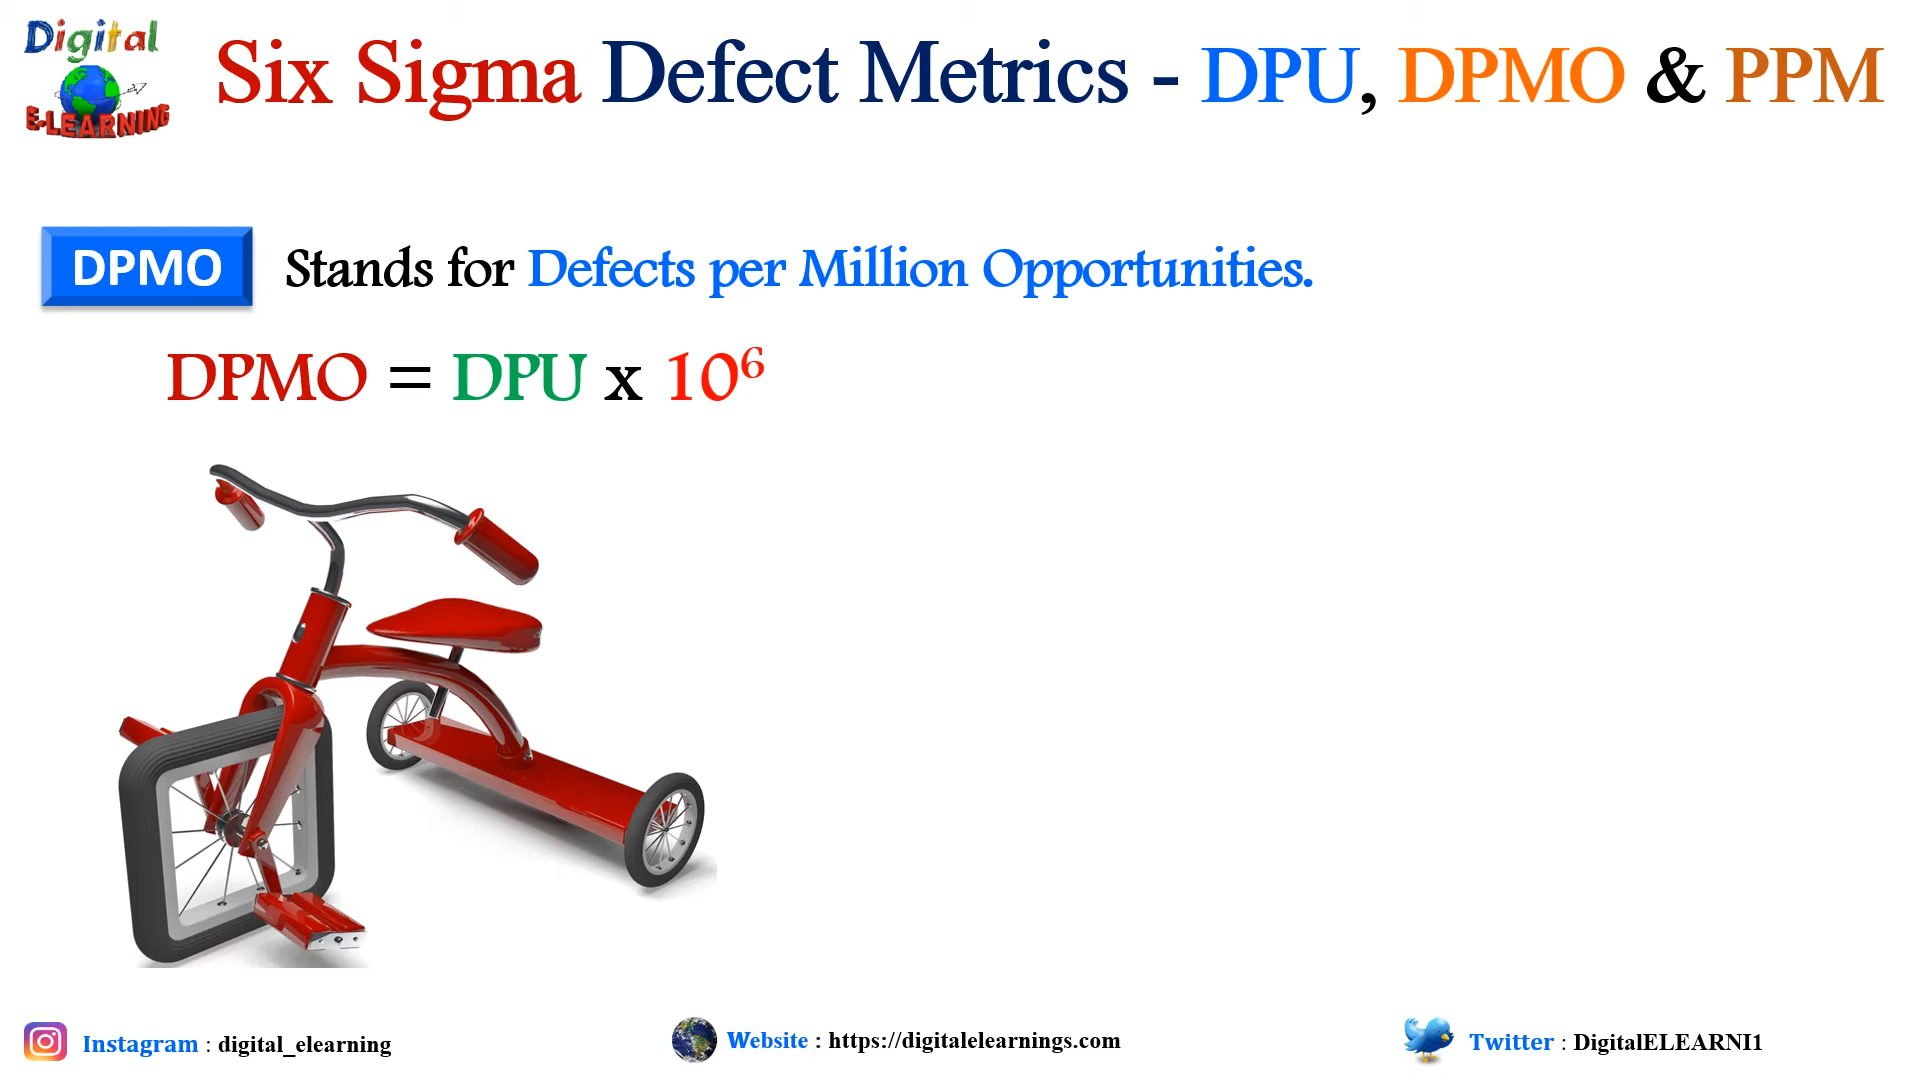 Digital
E-LEARNING
Six Sigma Defect Metrics - DPU, DPMO & PPM
DPMO Stands for Defects per Million Opportunities.
DPMO = DPU x 10⁶
Instagram : digital_elearning
Website : https://digitalelearnings.com
Twitter : DigitalELEARNI1